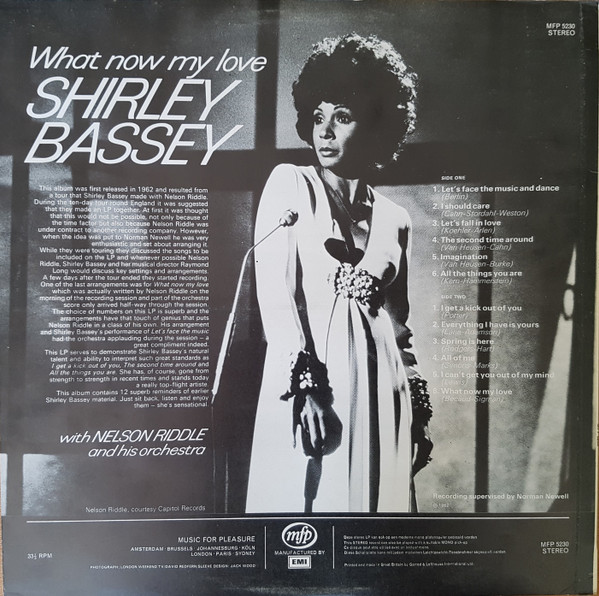 MFP 5230
STEREO
What now my love
SHIRLEY
BASSEY
This album was first released in 1962 and resulted from
a tour that Shirley Bassey made with Nelson Riddle.
During the ten-day tour round England it was suggested
that they made an LP together. At first it was thought
that this would not be possible, not only because of
the time factor but also because Nelson Riddle was
under contract to another recording company. However,
when the idea was put to Norman Newell he was very
enthusiastic and set about arranging it.
While they were touring they discussed the songs to be
included on the LP and whenever possible Nelson
Riddle, Shirley Bassey and her musical director Raymond
Long would discuss key settings and arrangements.
A few days after the tour ended they started recording.
One of the last arrangements was for What now my love
which was actually written by Nelson Riddle on the
morning of the recording session and part of the orchestra
score only arrived half-way through the session.
The choice of numbers on this LP is superb and the
arrangements have that touch of genius that puts
Nelson Riddle in a class of his own. His arrangement
and Shirley Bassey's performance of Let's face the music
had the orchestra applauding during the session – a
great compliment indeed.
This LP serves to demonstrate Shirley Bassey's natural
talent and ability to interpret such great standards as
I get a kick out of you, The second time around and
All the things you are. She has, of course, gone from
strength to strength in recent times and stands today
a really top-flight artiste.
This album contains 12 superb reminders of earlier
Shirley Bassey material. Just sit back, listen and enjoy
them – she's sensational.
with NELSON RIDDLE
and his orchestra
Nelson Riddle, courtesy Capitol Records
SIDE ONE
1. Let's face the music and dance
(Berlin)
2. I should care
(Cahn-Stordahl-Weston)
3. Let's fall in love
(Koehler-Arlen)
4. The second time around
(Van Heusen-Cahn)
5. Imagination
(Van Heusen-Burke)
6. All the things you are
(Kern-Hammerstein)
SIDE TWO
1. I get a kick out of you
(Porter)
2. Everything I have is yours
3. Spring is here
4. All of me
5. I can't get you out of my mind
6. What now my love
Recording supervised by Norman Newell
33⅓ RPM
MUSIC FOR PLEASURE
AMSTERDAM · BRUSSELS · JOHANNESBURG · KÖLN
LONDON · PARIS · SYDNEY
mfp
MANUFACTURED BY
EMI
MFP 5230
STEREO
PHOTOGRAPH, LONDON WEEKEND TV/DAVID REDFERN SLEEVE DESIGN: JACK WOOD